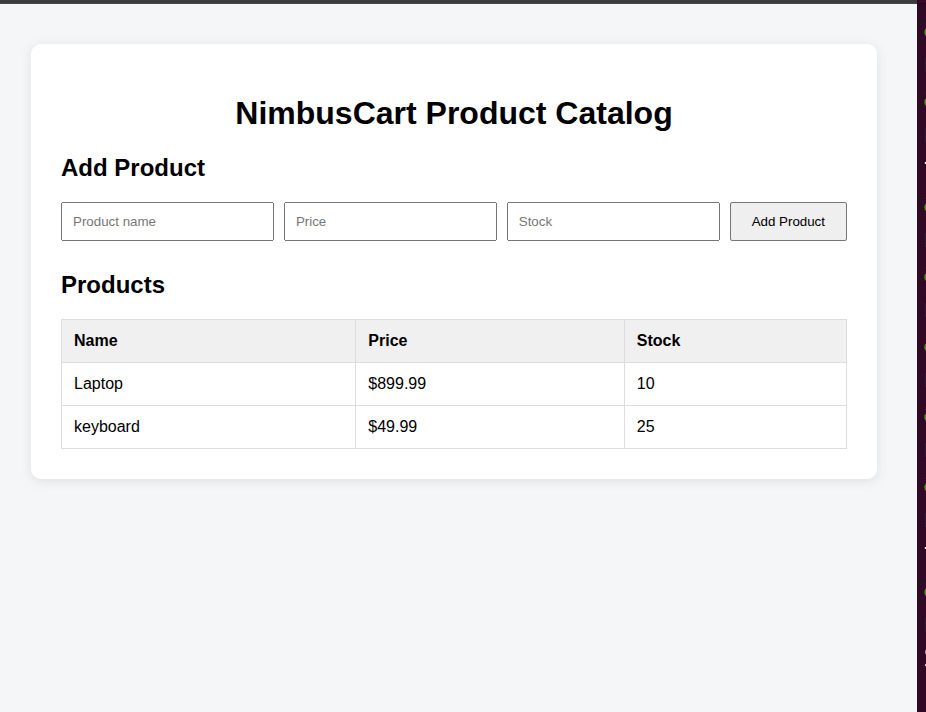 NimbusCart Product Catalog
Add Product
Product name Price Stock Add Product
Products
Name Price Stock
Laptop $899.99 10
keyboard $49.99 25